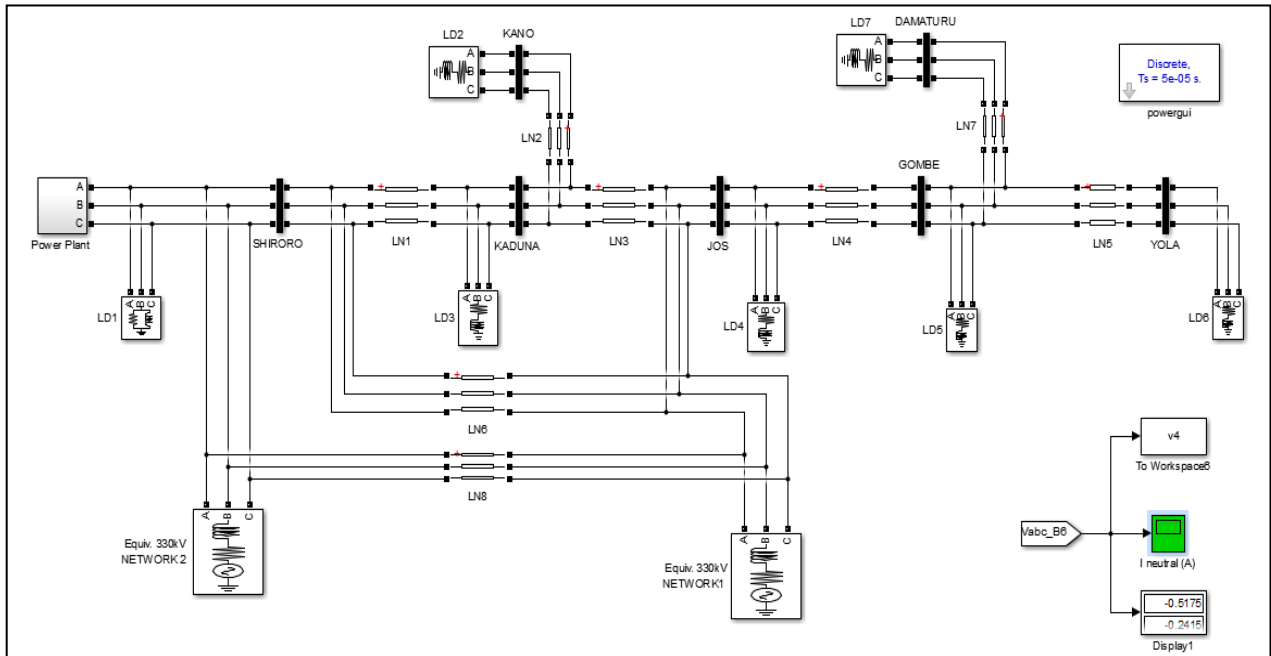 LD2
KANO
A
B
C
LD7
DAMATURU
A
B
C
Discrete,
Ts = 5e-05 s.
powergui
LN2
LN7
GOMBE
A
B
C
Power Plant
SHIRORO
LN1
KADUNA
LN3
JOS
LN4
LN5
YOLA
A B C
LD1
A B C
LD3
A B C
LD4
A B C
LD5
A B C
LD6
LN6
LN8
A B C
Equiv. 330kV
NETWORK 2
A B C
Equiv. 330kV
NETWORK1
v4
To Workspace6
Vabc_B6
I neutral (A)
-0.5175
-0.2415
Display1